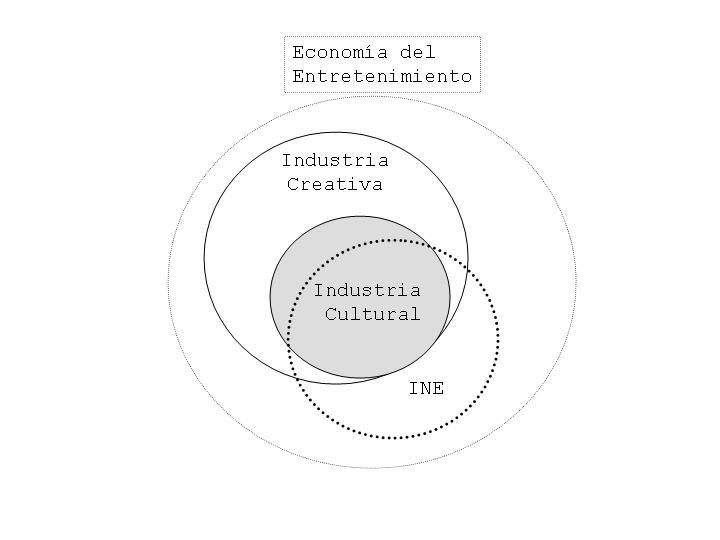 Economía del
Entretenimiento
Industria
Creativa
Industria
Cultural
INE